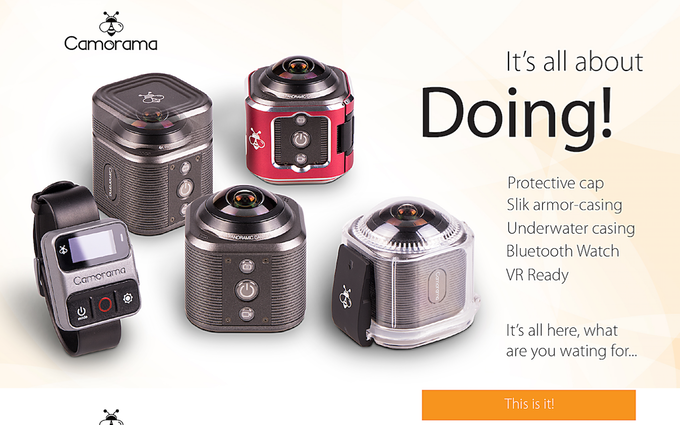 Camorama
It's all about
Doing!
Protective cap
Slik armor-casing
Underwater casing
Bluetooth Watch
VR Ready
It's all here, what
are you wating for...
This is it!
Camorama